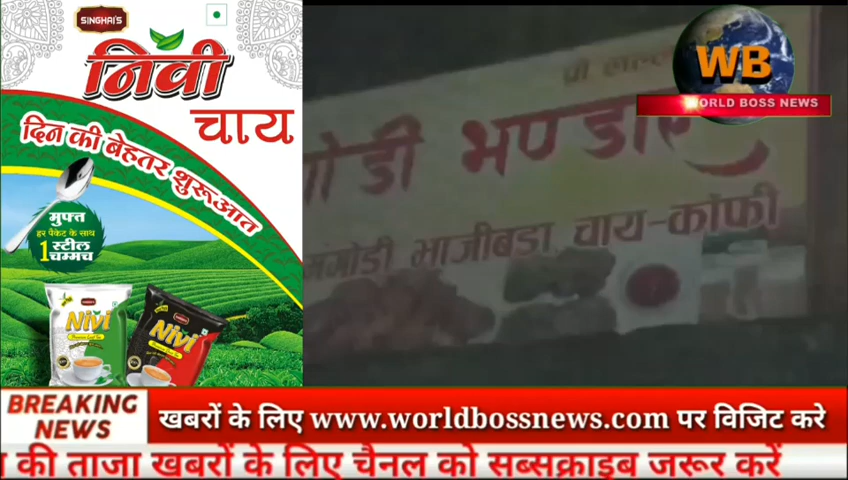 SINGHAI'S
निवी
चाय
दिन की बेहतर शुरूआत
मुफ्त
हर पैकेट के साथ
1 स्टील
चम्मच
Nivi
Nivi
भण्डार
भाजीबडा चाय-कॉफी
WB
WORLD BOSS NEWS
BREAKING
NEWS
खबरों के लिए www.worldbossnews.com पर विजिट करे
की ताजा खबरों के लिए चैनल को सब्सक्राइब जरूर करें